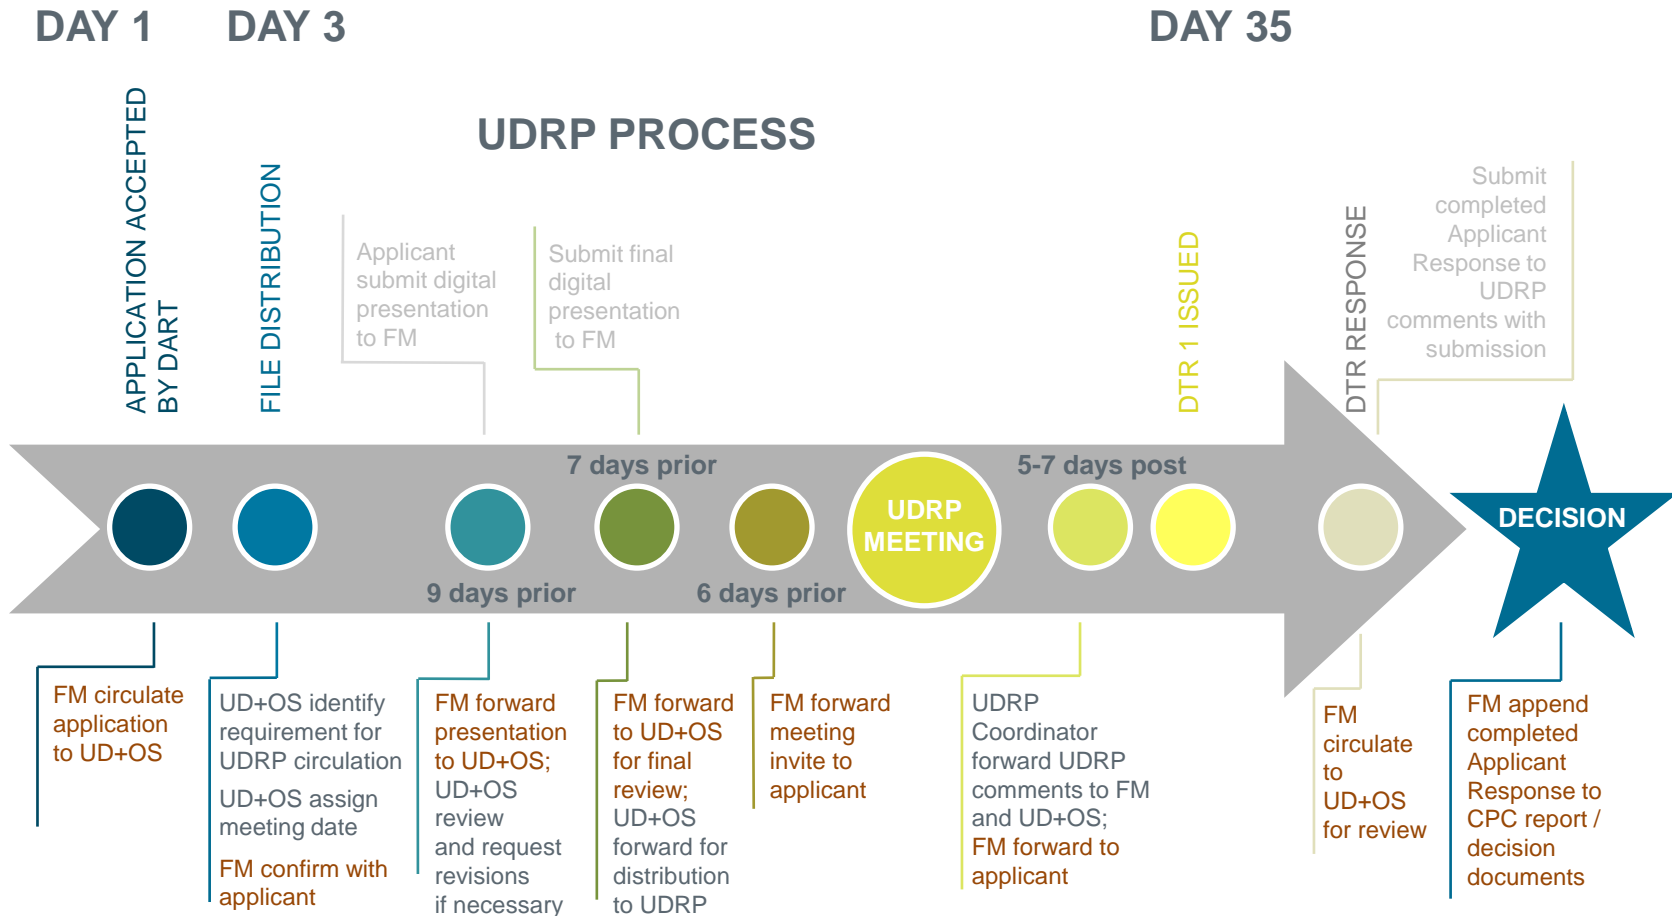 DAY 1
DAY 3
DAY 35
UDRP PROCESS
APPLICATION ACCEPTED
BY DART
FILE DISTRIBUTION
Applicant
submit digital
presentation
to FM
Submit final
digital
presentation
to FM
DTR 1 ISSUED
DTR RESPONSE
Submit
completed
Applicant
Response to
UDRP
comments with
submission
7 days prior
5-7 days post
UDRP
MEETING
DECISION
9 days prior
6 days prior
FM circulate
application
to UD+OS
UD+OS identify
requirement for
UDRP circulation
UD+OS assign
meeting date
FM confirm with
applicant
FM forward
presentation
to UD+OS;
UD+OS
review
and request
revisions
if necessary
FM forward
to UD+OS
for final
review;
UD+OS
forward for
distribution
to UDRP
FM forward
meeting
invite to
applicant
UDRP
Coordinator
forward UDRP
comments to FM
and UD+OS;
FM forward to
applicant
FM
circulate
to
UD+OS
for review
FM append
completed
Applicant
Response to
CPC report /
decision
documents